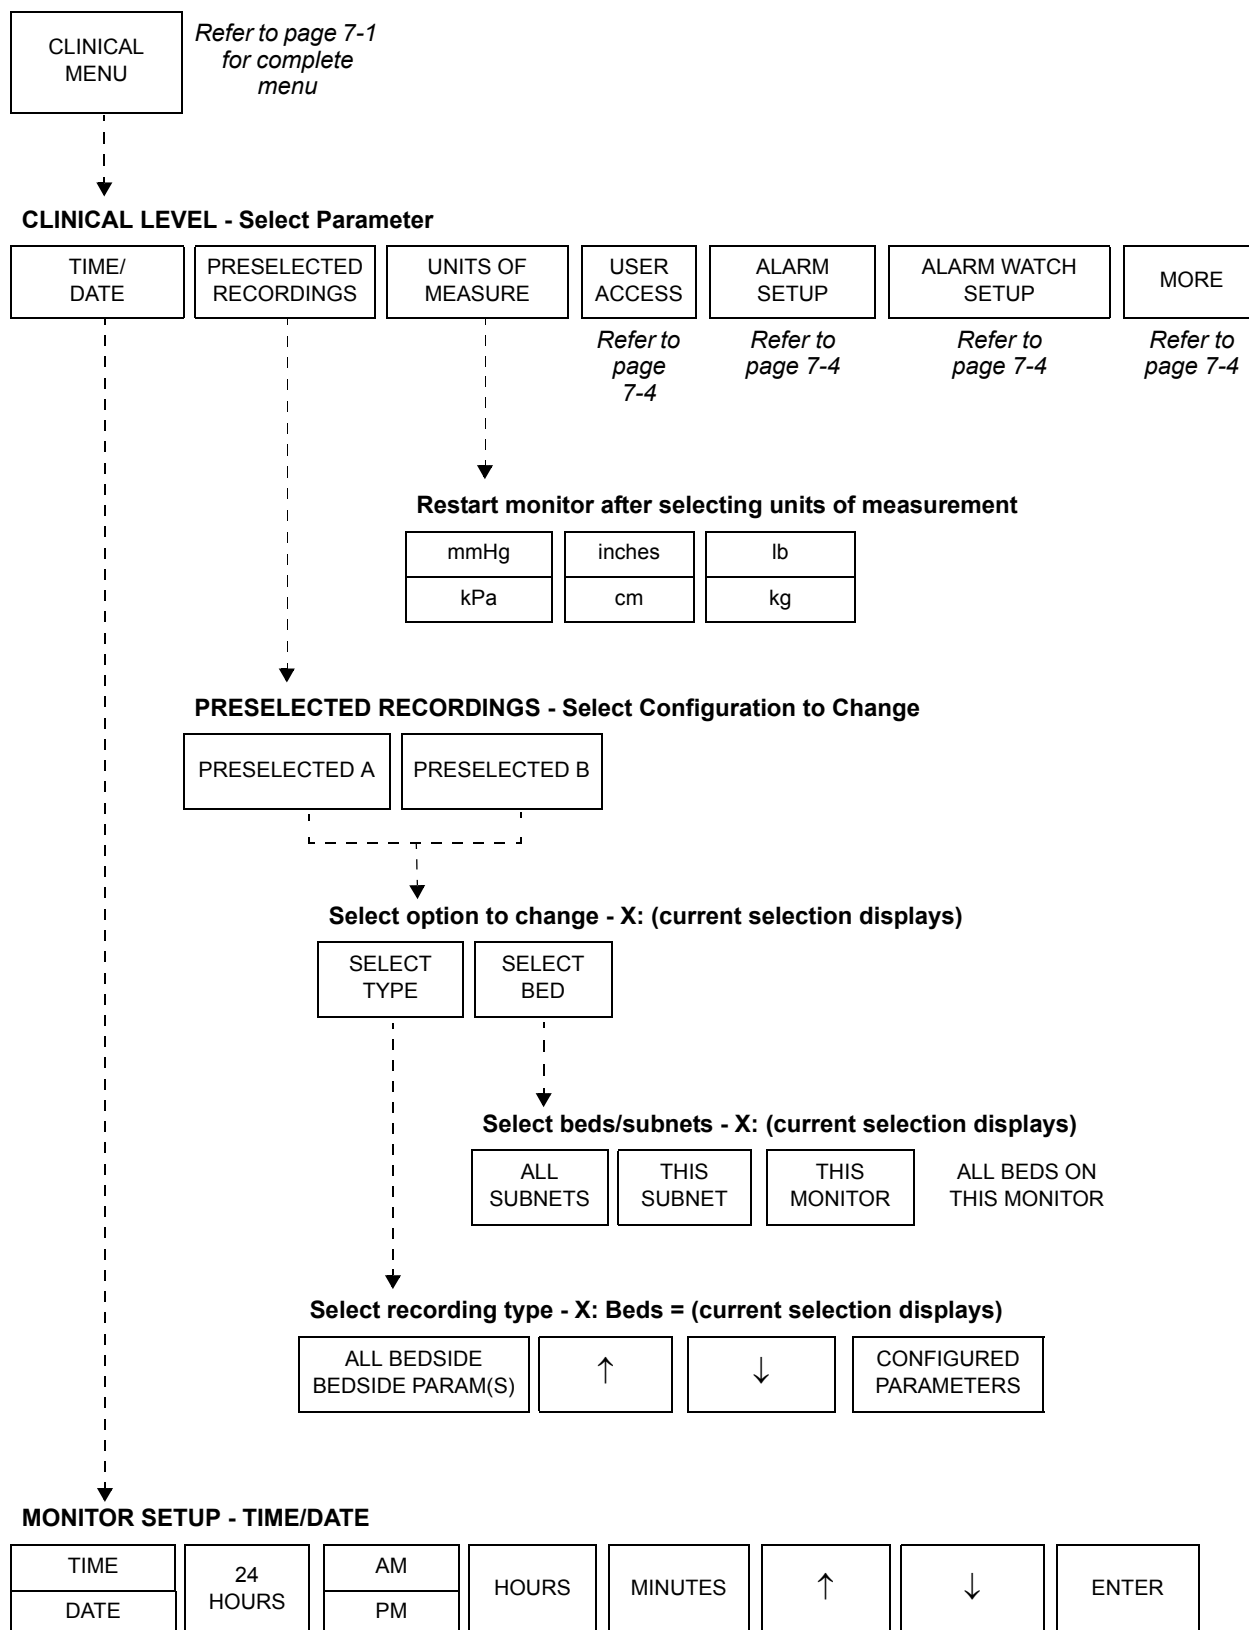 CLINICAL
MENU
Refer to page 7-1
for complete
menu
CLINICAL LEVEL - Select Parameter
TIME/
DATE
PRESELECTED
RECORDINGS
UNITS OF
MEASURE
USER
ACCESS
ALARM
SETUP
ALARM WATCH
SETUP
MORE
Refer to
page
7-4
Refer to
page 7-4
Refer to
page 7-4
Refer to
page 7-4
Restart monitor after selecting units of measurement
mmHg
inches
lb
kPa
cm
kg
PRESELECTED RECORDINGS - Select Configuration to Change
PRESELECTED A
PRESELECTED B
Select option to change - X: (current selection displays)
SELECT
TYPE
SELECT
BED
Select beds/subnets - X: (current selection displays)
ALL
SUBNETS
THIS
SUBNET
THIS
MONITOR
ALL BEDS ON
THIS MONITOR
Select recording type - X: Beds = (current selection displays)
ALL BEDSIDE
BEDSIDE PARAM(S)
↑
↓
CONFIGURED
PARAMETERS
MONITOR SETUP - TIME/DATE
TIME
DATE
24
HOURS
AM
PM
HOURS
MINUTES
↑
↓
ENTER